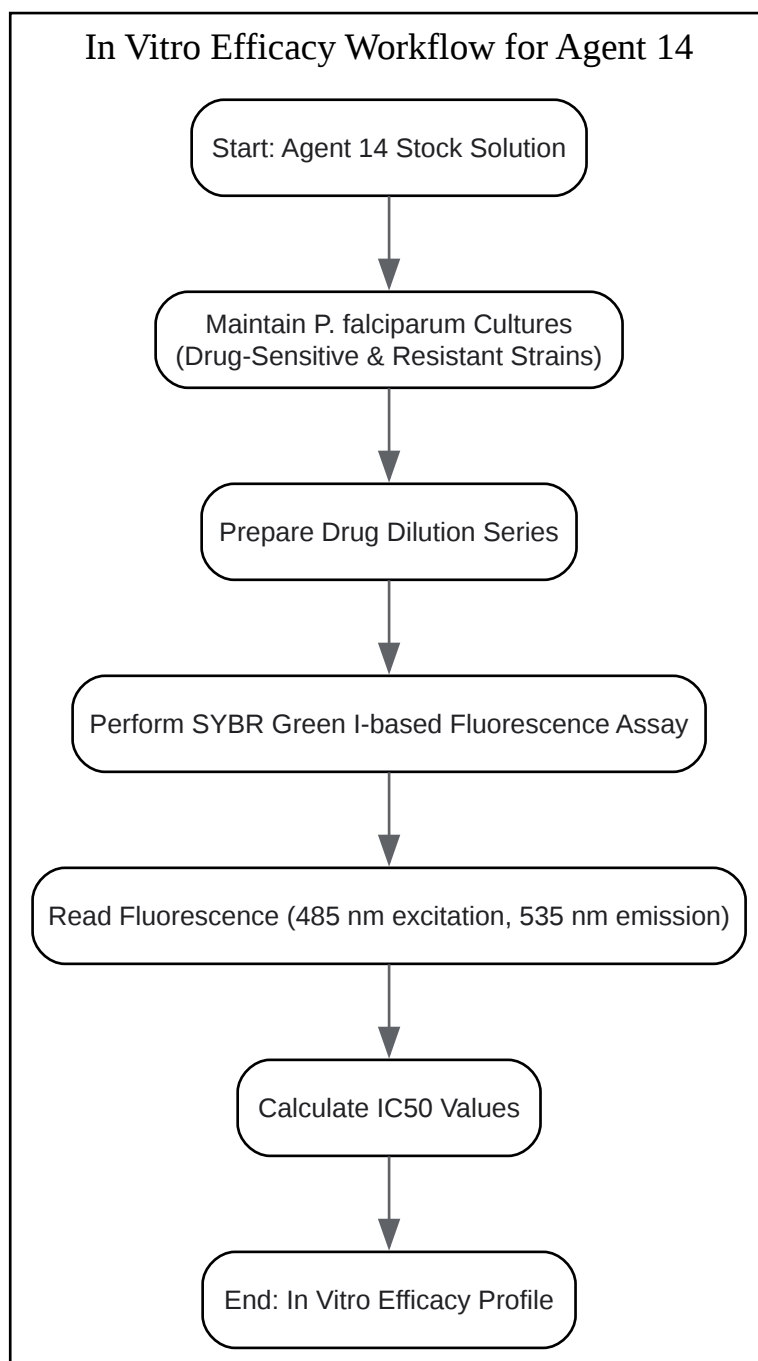 In Vitro Efficacy Workflow for Agent 14
Start: Agent 14 Stock Solution
Maintain P. falciparum Cultures
(Drug-Sensitive & Resistant Strains)
Prepare Drug Dilution Series
Perform SYBR Green I-based Fluorescence Assay
Read Fluorescence (485 nm excitation, 535 nm emission)
Calculate IC50 Values
End: In Vitro Efficacy Profile